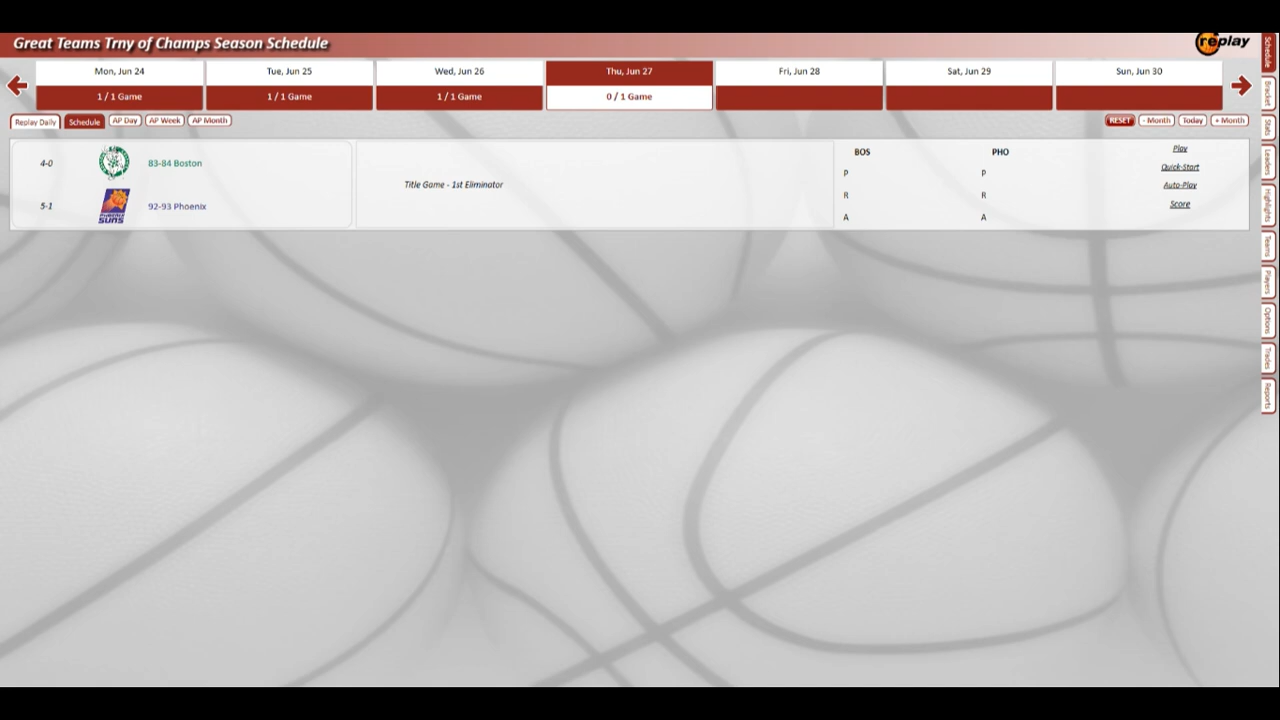 Great Teams Trny of Champs Season Schedule
replay
Mon, Jun 24
Tue, Jun 25
Wed, Jun 26
Thu, Jun 27
Fri, Jun 28
Sat, Jun 29
Sun, Jun 30
1 / 1 Game
1 / 1 Game
1 / 1 Game
0 / 1 Game
Replay Daily
Schedule
AP Day
AP Week
AP Month
RESET
- Month
Today
+ Month
4-0
83-84 Boston
5-1
PHOENIX
SUNS
92-93 Phoenix
Title Game - 1st Eliminator
BOS
PHO
P
P
R
R
A
A
Play
Quick-Start
Auto-Play
Score
Schedule
Bracket
Stats
Leaders
Highlights
Teams
Players
Options
Trades
Reports